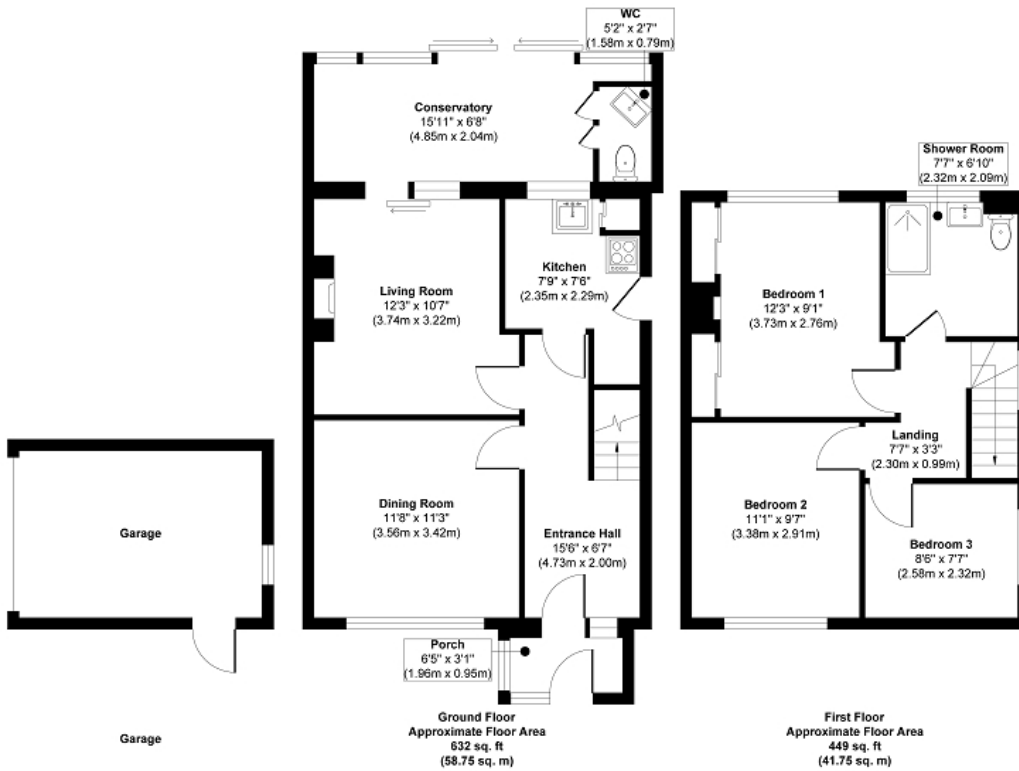 WC
5'2" x 2'7"
(1.58m x 0.79m)
Conservatory
15'11" x 6'8"
(4.85m x 2.04m)
Shower Room
7'7" x 6'10"
(2.32m x 2.09m)
Kitchen
7'9" x 7'6"
(2.35m x 2.29m)
Living Room
12'3" x 10'7"
(3.74m x 3.22m)
Bedroom 1
12'3" x 9'1"
(3.73m x 2.76m)
Landing
7'7" x 3'3"
(2.30m x 0.99m)
Dining Room
11'8" x 11'3"
(3.56m x 3.42m)
Bedroom 2
11'1" x 9'7"
(3.38m x 2.91m)
Garage
Entrance Hall
15'6" x 6'7"
(4.73m x 2.00m)
Bedroom 3
8'6" x 7'7"
(2.58m x 2.32m)
Porch
6'5" x 3'1"
(1.96m x 0.95m)
Garage
Ground Floor
Approximate Floor Area
632 sq. ft
(58.75 sq. m)
First Floor
Approximate Floor Area
449 sq. ft
(41.75 sq. m)